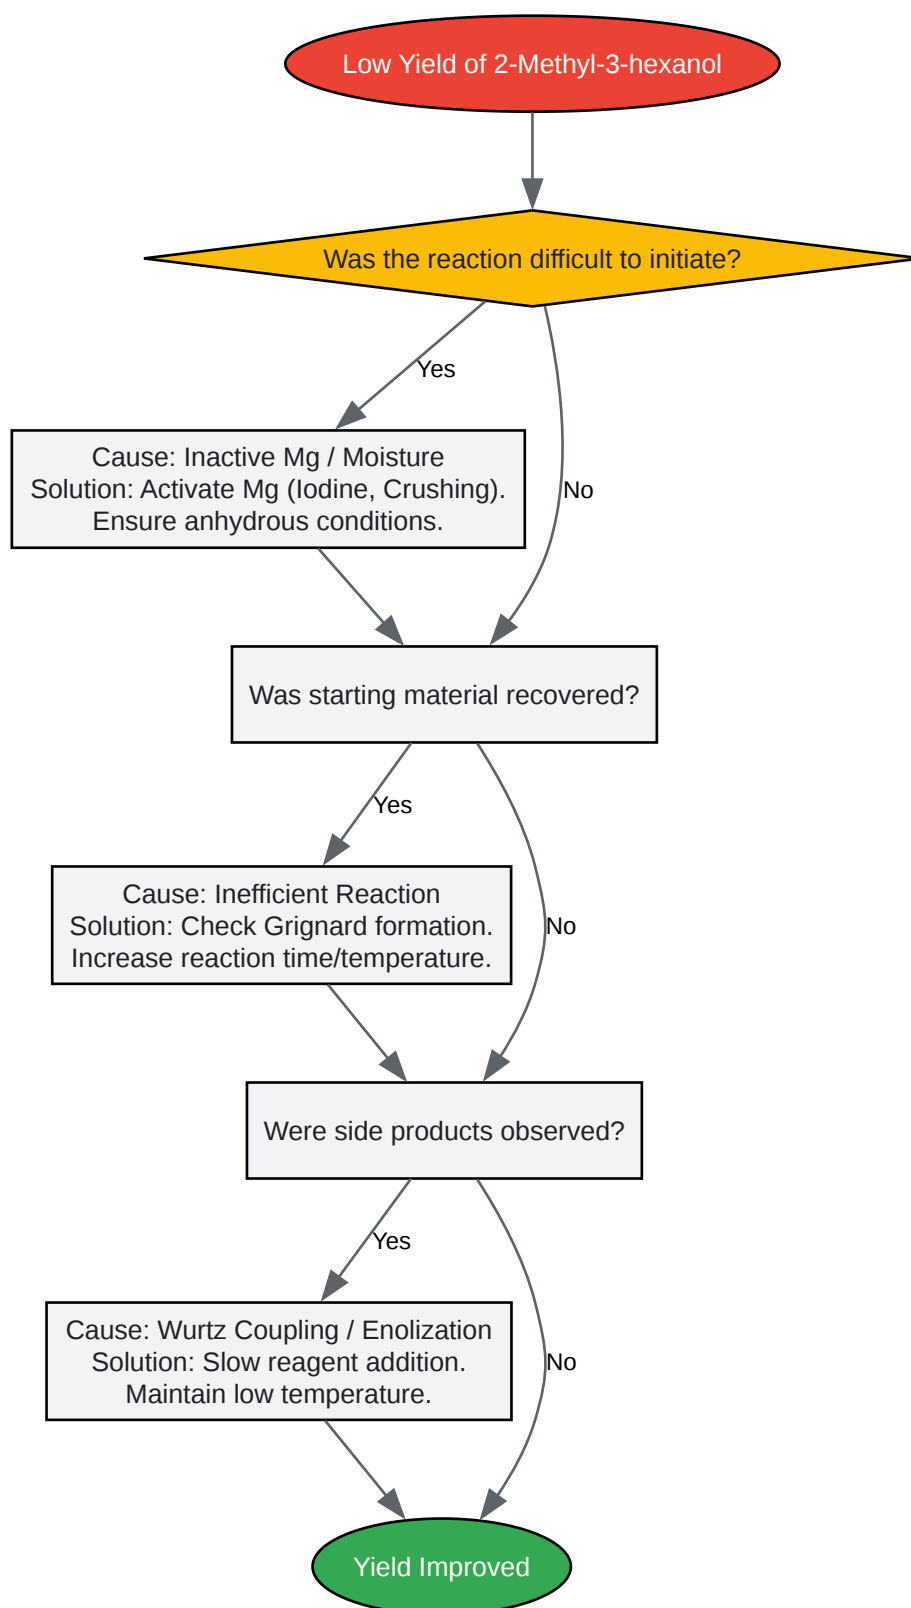 Low Yield of 2-Methyl-3-hexanol
Was the reaction difficult to initiate?
Yes
Cause: Inactive Mg / Moisture
Solution: Activate Mg (Iodine, Crushing).
Ensure anhydrous conditions.
No
Was starting material recovered?
Yes
Cause: Inefficient Reaction
Solution: Check Grignard formation.
Increase reaction time/temperature.
No
Were side products observed?
Yes
Cause: Wurtz Coupling / Enolization
Solution: Slow reagent addition.
Maintain low temperature.
No
Yield Improved